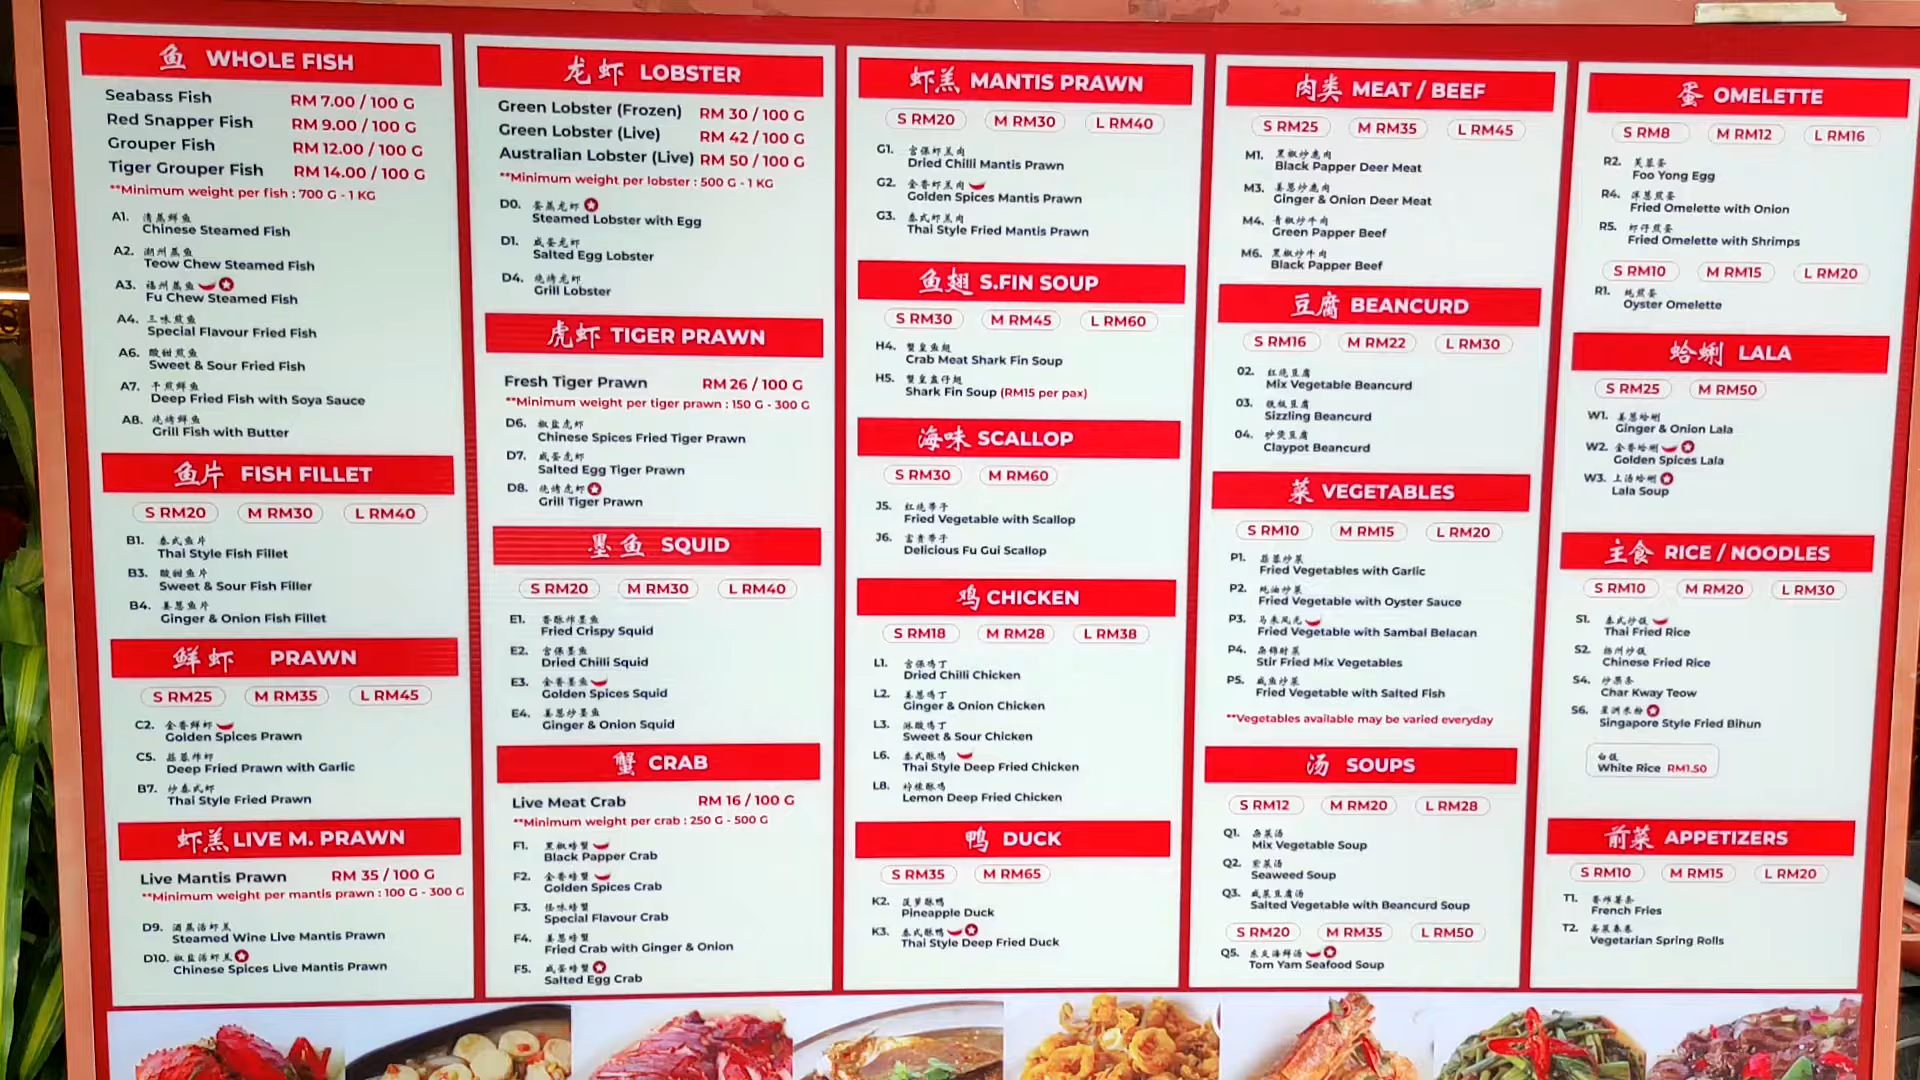 鱼 WHOLE FISH
Seabass Fish RM 7.00 / 100 G
Red Snapper Fish RM 9.00 / 100 G
Grouper Fish RM 12.00 / 100 G
Tiger Grouper Fish RM 14.00 / 100 G
**Minimum weight per fish : 700 G - 1 KG
A1. 清蒸鲜鱼
Chinese Steamed Fish
A2. 潮州蒸鱼
Teow Chew Steamed Fish
A3. 福州蒸鱼
Fu Chew Steamed Fish
A4. 三味煎鱼
Special Flavour Fried Fish
A6. 酸甜煎鱼
Sweet & Sour Fried Fish
A7. 干煎鲜鱼
Deep Fried Fish with Soya Sauce
A8. 烧烤鲜鱼
Grill Fish with Butter
鱼片 FISH FILLET
S RM20 M RM30 L RM40
B1. 泰式鱼片
Thai Style Fish Fillet
B3. 酸甜鱼片
Sweet & Sour Fish Filler
B4. 姜葱鱼片
Ginger & Onion Fish Fillet
鲜虾 PRAWN
S RM25 M RM35 L RM45
C2. 金香鲜虾
Golden Spices Prawn
C5. 蒜蓉炸虾
Deep Fried Prawn with Garlic
B7. 炒泰式虾
Thai Style Fried Prawn
虾羔 LIVE M. PRAWN
Live Mantis Prawn RM 35 / 100 G
**Minimum weight per mantis prawn : 100 G - 300 G
D9. 酒蒸活虾羔
Steamed Wine Live Mantis Prawn
D10. 椒盐活虾羔
Chinese Spices Live Mantis Prawn
龙虾 LOBSTER
Green Lobster (Frozen) RM 30 / 100 G
Green Lobster (Live) RM 42 / 100 G
Australian Lobster (Live) RM 50 / 100 G
**Minimum weight per lobster : 500 G - 1 KG
D0. 蛋蒸龙虾
Steamed Lobster with Egg
D1. 咸蛋龙虾
Salted Egg Lobster
D4. 烧烤龙虾
Grill Lobster
虎虾 TIGER PRAWN
Fresh Tiger Prawn RM 26 / 100 G
**Minimum weight per tiger prawn : 150 G - 300 G
D6. 椒盐虎虾
Chinese Spices Fried Tiger Prawn
D7. 咸蛋虎虾
Salted Egg Tiger Prawn
D8. 烧烤虎虾
Grill Tiger Prawn
墨鱼 SQUID
S RM20 M RM30 L RM40
E1. 香酥炸墨鱼
Fried Crispy Squid
E2. 宫保墨鱼
Dried Chilli Squid
E3. 金香墨鱼
Golden Spices Squid
E4. 姜葱炒墨鱼
Ginger & Onion Squid
蟹 CRAB
Live Meat Crab RM 16 / 100 G
**Minimum weight per crab : 250 G - 500 G
F1. 黑椒螃蟹
Black Papper Crab
F2. 金香螃蟹
Golden Spices Crab
F3. 怪味螃蟹
Special Flavour Crab
F4. 姜葱螃蟹
Fried Crab with Ginger & Onion
F5. 咸蛋螃蟹
Salted Egg Crab
虾羔 MANTIS PRAWN
S RM20 M RM30 L RM40
G1. 宫保虾羔肉
Dried Chilli Mantis Prawn
G2. 金香虾羔肉
Golden Spices Mantis Prawn
G3. 泰式虾羔肉
Thai Style Fried Mantis Prawn
鱼翅 S.FIN SOUP
S RM30 M RM45 L RM60
H4. 蟹皇鱼翅
Crab Meat Shark Fin Soup
H5. 蟹皇盅仔翅
Shark Fin Soup (RM15 per pax)
海味 SCALLOP
S RM30 M RM60
J5. 红烧带子
Fried Vegetable with Scallop
J6. 富贵带子
Delicious Fu Gui Scallop
鸡 CHICKEN
S RM18 M RM28 L RM38
L1. 宫保鸡丁
Dried Chilli Chicken
L2. 姜葱鸡丁
Ginger & Onion Chicken
L3. 淋酸鸡丁
Sweet & Sour Chicken
L6. 泰式酥鸡
Thai Style Deep Fried Chicken
L8. 柠檬酥鸡
Lemon Deep Fried Chicken
鸭 DUCK
S RM35 M RM65
K2. 菠萝酥鸭
Pineapple Duck
K3. 泰式酥鸭
Thai Style Deep Fried Duck
肉类 MEAT / BEEF
S RM25 M RM35 L RM45
M1. 黑椒炒鹿肉
Black Papper Deer Meat
M3. 姜葱炒鹿肉
Ginger & Onion Deer Meat
M4. 青椒炒牛肉
Green Papper Beef
M6. 黑椒炒牛肉
Black Papper Beef
豆腐 BEANCURD
S RM16 M RM22 L RM30
02. 红烧豆腐
Mix Vegetable Beancurd
03. 铁板豆腐
Sizzling Beancurd
04. 砂煲豆腐
Claypot Beancurd
菜 VEGETABLES
S RM10 M RM15 L RM20
P1. 蒜蓉炒菜
Fried Vegetables with Garlic
P2. 蚝油炒菜
Fried Vegetable with Oyster Sauce
P3. 马来风光
Fried Vegetable with Sambal Belacan
P4. 杂锦时菜
Stir Fried Mix Vegetables
P5. 咸鱼炒菜
Fried Vegetable with Salted Fish
**Vegetables available may be varied everyday
汤 SOUPS
S RM12 M RM20 L RM28
Q1. 杂菜汤
Mix Vegetable Soup
Q2. 紫菜汤
Seaweed Soup
Q3. 咸菜豆腐汤
Salted Vegetable with Beancurd Soup
S RM20 M RM35 L RM50
Q5. 东炎海鲜汤
Tom Yam Seafood Soup
蛋 OMELETTE
S RM8 M RM12 L RM16
R2. 芙蓉蛋
Foo Yong Egg
R4. 洋葱煎蛋
Fried Omelette with Onion
R5. 虾仔煎蛋
Fried Omelette with Shrimps
S RM10 M RM15 L RM20
R1. 蚝煎蛋
Oyster Omelette
蛤蜊 LALA
S RM25 M RM50
W1. 姜葱蛤蜊
Ginger & Onion Lala
W2. 金香蛤蜊
Golden Spices Lala
W3. 上汤蛤蜊
Lala Soup
主食 RICE / NOODLES
S RM10 M RM20 L RM30
S1. 泰式炒饭
Thai Fried Rice
S2. 扬州炒饭
Chinese Fried Rice
S4. 炒粿条
Char Kway Teow
S6. 星洲米粉
Singapore Style Fried Bihun
白饭
White Rice RM1.50
前菜 APPETIZERS
S RM10 M RM15 L RM20
T1. 香炸薯条
French Fries
T2. 斋菜春卷
Vegetarian Spring Rolls